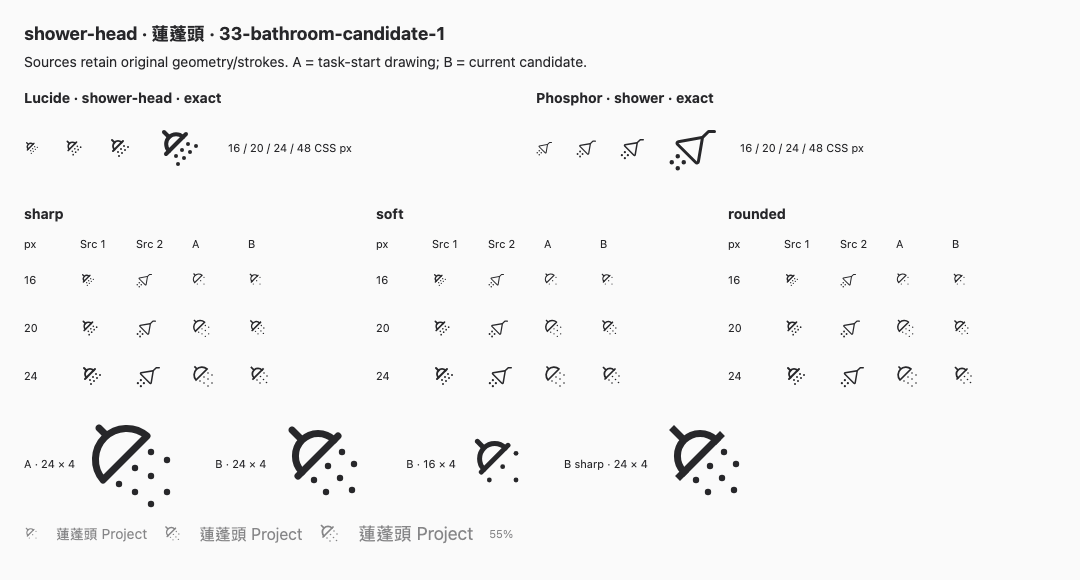 shower-head · 蓮蓬頭 · 33-bathroom-candidate-1
Sources retain original geometry/strokes. A = task-start drawing; B = current candidate.
Lucide · shower-head · exact
Phosphor · shower · exact
16 / 20 / 24 / 48 CSS px
16 / 20 / 24 / 48 CSS px
sharp
soft
rounded
px Src 1 Src 2 A B
px Src 1 Src 2 A B
px Src 1 Src 2 A B
16
16
16
20
20
20
24
24
24
A · 24 × 4
B · 24 × 4
B · 16 × 4
B sharp · 24 × 4
蓮蓬頭 Project
蓮蓬頭 Project
蓮蓬頭 Project
55%